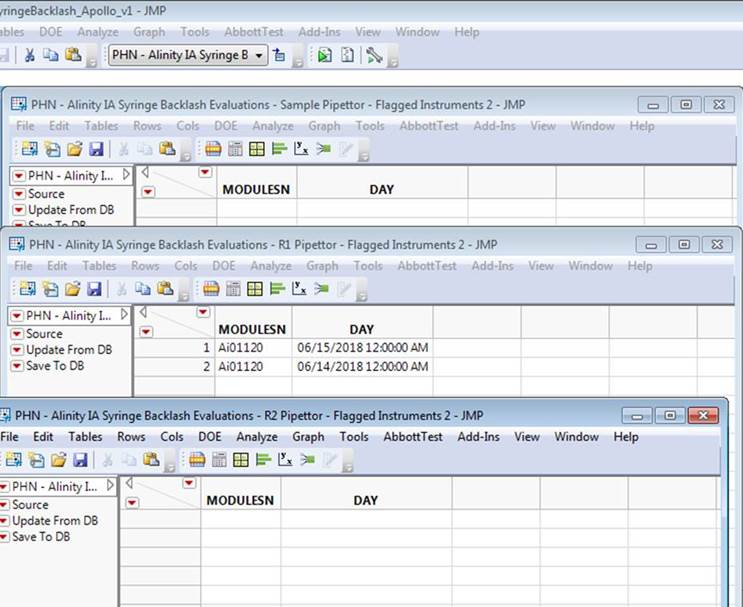 yringeBacklash_Apollo_v1 - JMP
ables DOE Analyze Graph Tools AbbottTest Add-Ins View Window Help
PHN - Alinity IA Syringe B
PHN - Alinity IA Syringe Backlash Evaluations - Sample Pipettor - Flagged Instruments 2 - JMP
File Edit Tables Rows Cols DOE Analyze Graph Tools AbbottTest Add-Ins View Window Help
PHN - Alinity I...
MODULESN DAY
Source
Update From DB
Save To DB
PHN - Alinity IA Syringe Backlash Evaluations - R1 Pipettor - Flagged Instruments 2 - JMP
File Edit Tables Rows Cols DOE Analyze Graph Tools AbbottTest Add-Ins View Window Help
PHN - Alinity I...
MODULESN DAY
Source
Update From DB
Save To DB
1 Ai01120 06/15/2018 12:00:00 AM
2 Ai01120 06/14/2018 12:00:00 AM
PHN - Alinity IA Syringe Backlash Evaluations - R2 Pipettor - Flagged Instruments 2 - JMP
File Edit Tables Rows Cols DOE Analyze Graph Tools AbbottTest Add-Ins View Window Help
PHN - Alinity I...
MODULESN DAY
Source
Update From DB
Save To DB